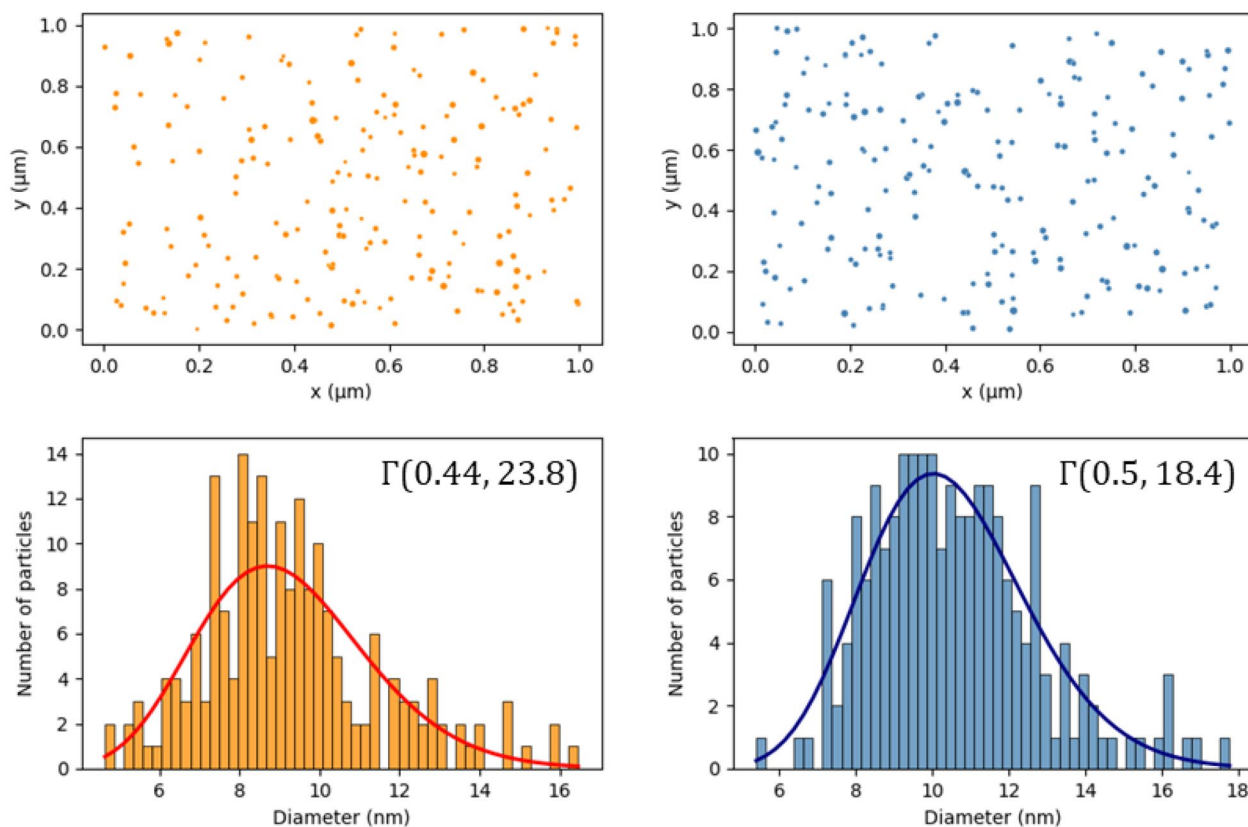 1.0
0.8
0.6
0.4
0.2
0.0
y (μm)
0.0 0.2 0.4 0.6 0.8 1.0
x (μm)
1.0
0.8
0.6
0.4
0.2
0.0
y (μm)
0.0 0.2 0.4 0.6 0.8 1.0
x (μm)
14
12
10
8
6
4
2
0
Number of particles
Γ(0.44, 23.8)
6 8 10 12 14 16
Diameter (nm)
10
8
6
4
2
0
Number of particles
Γ(0.5, 18.4)
6 8 10 12 14 16 18
Diameter (nm)